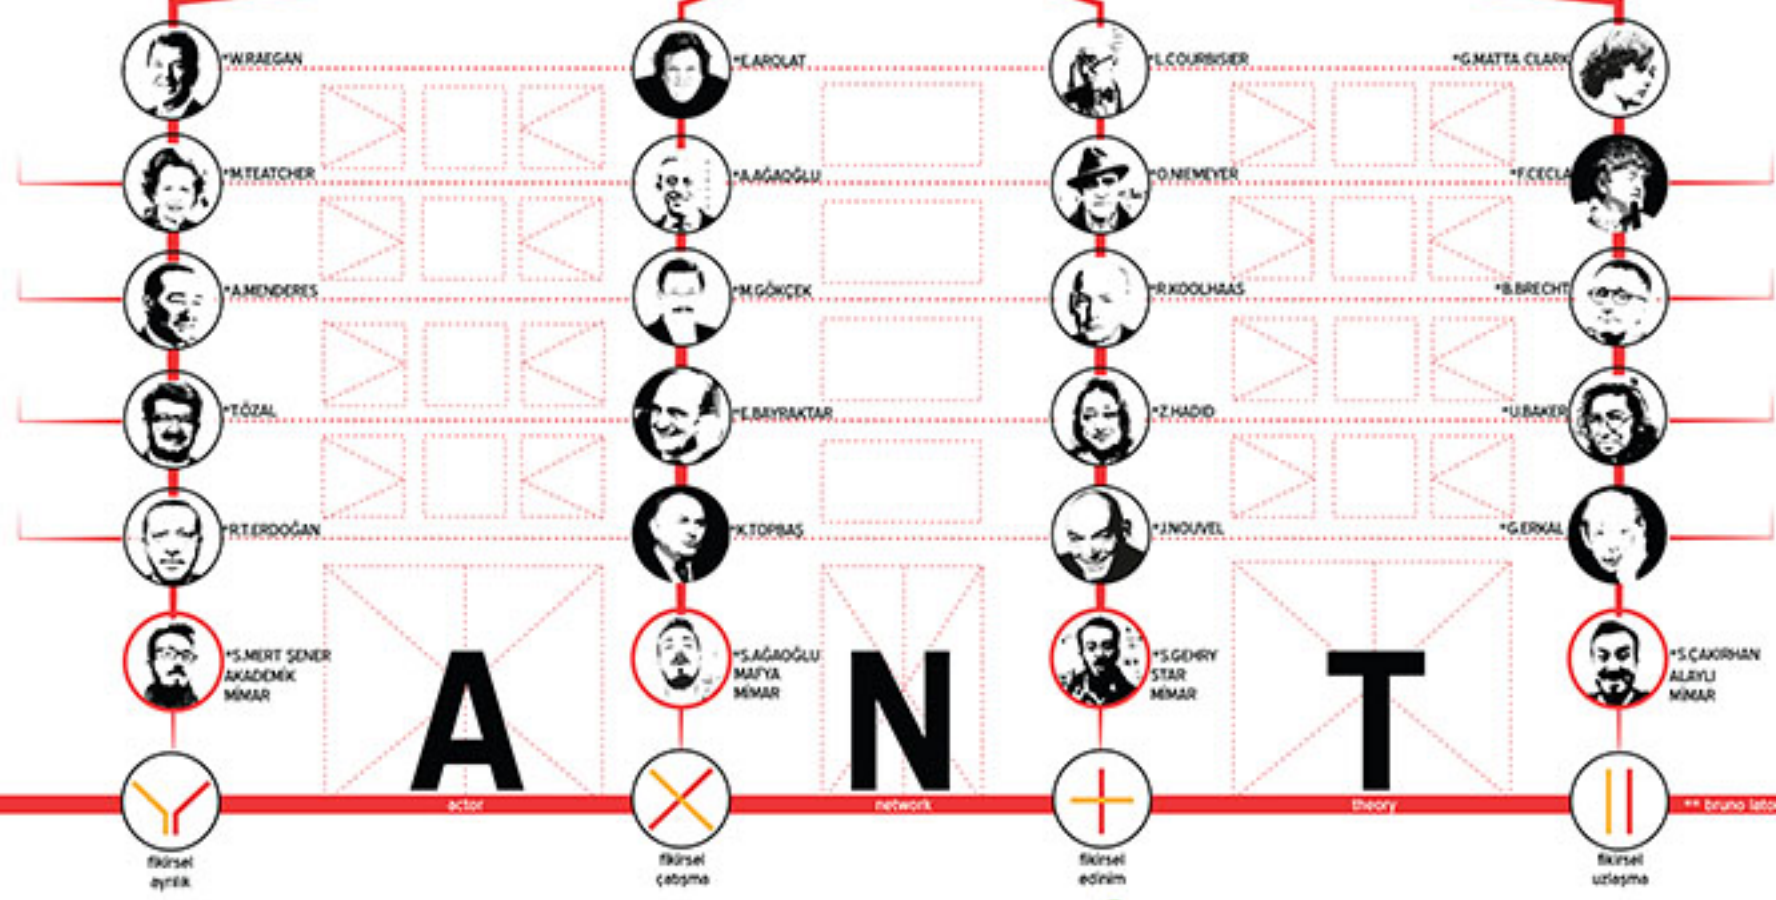 *W.RAEGAN
*E.AROLAT
*L.COURBISIER
*G.MATTA CLARK
*M.TEATCHER
*A.AĞAOĞLU
*O.NIEMEYER
*F.CECLA
*A.MENDERES
*M.GÖKÇEK
*R.KOOLHAAS
*B.BRECHT
*T.ÖZAL
*E.BAYRAKTAR
*Z.HADID
*U.BAKER
*R.T.ERDOĞAN
*K.TOPBAŞ
*J.NOUVEL
*G.ERKAL
*S.MERT ŞENER
AKADEMİK
MİMAR
*S.AĞAOĞLU
MAFYA
MİMAR
*S.GEHRY
STAR
MİMAR
*S.ÇAKIRHAN
ALAYLI
MİMAR
A N T
actor
network
theory
** bruno lato
fikirsel
ayrılık
fikirsel
çatışma
fikirsel
edinim
fikirsel
uzlaşma